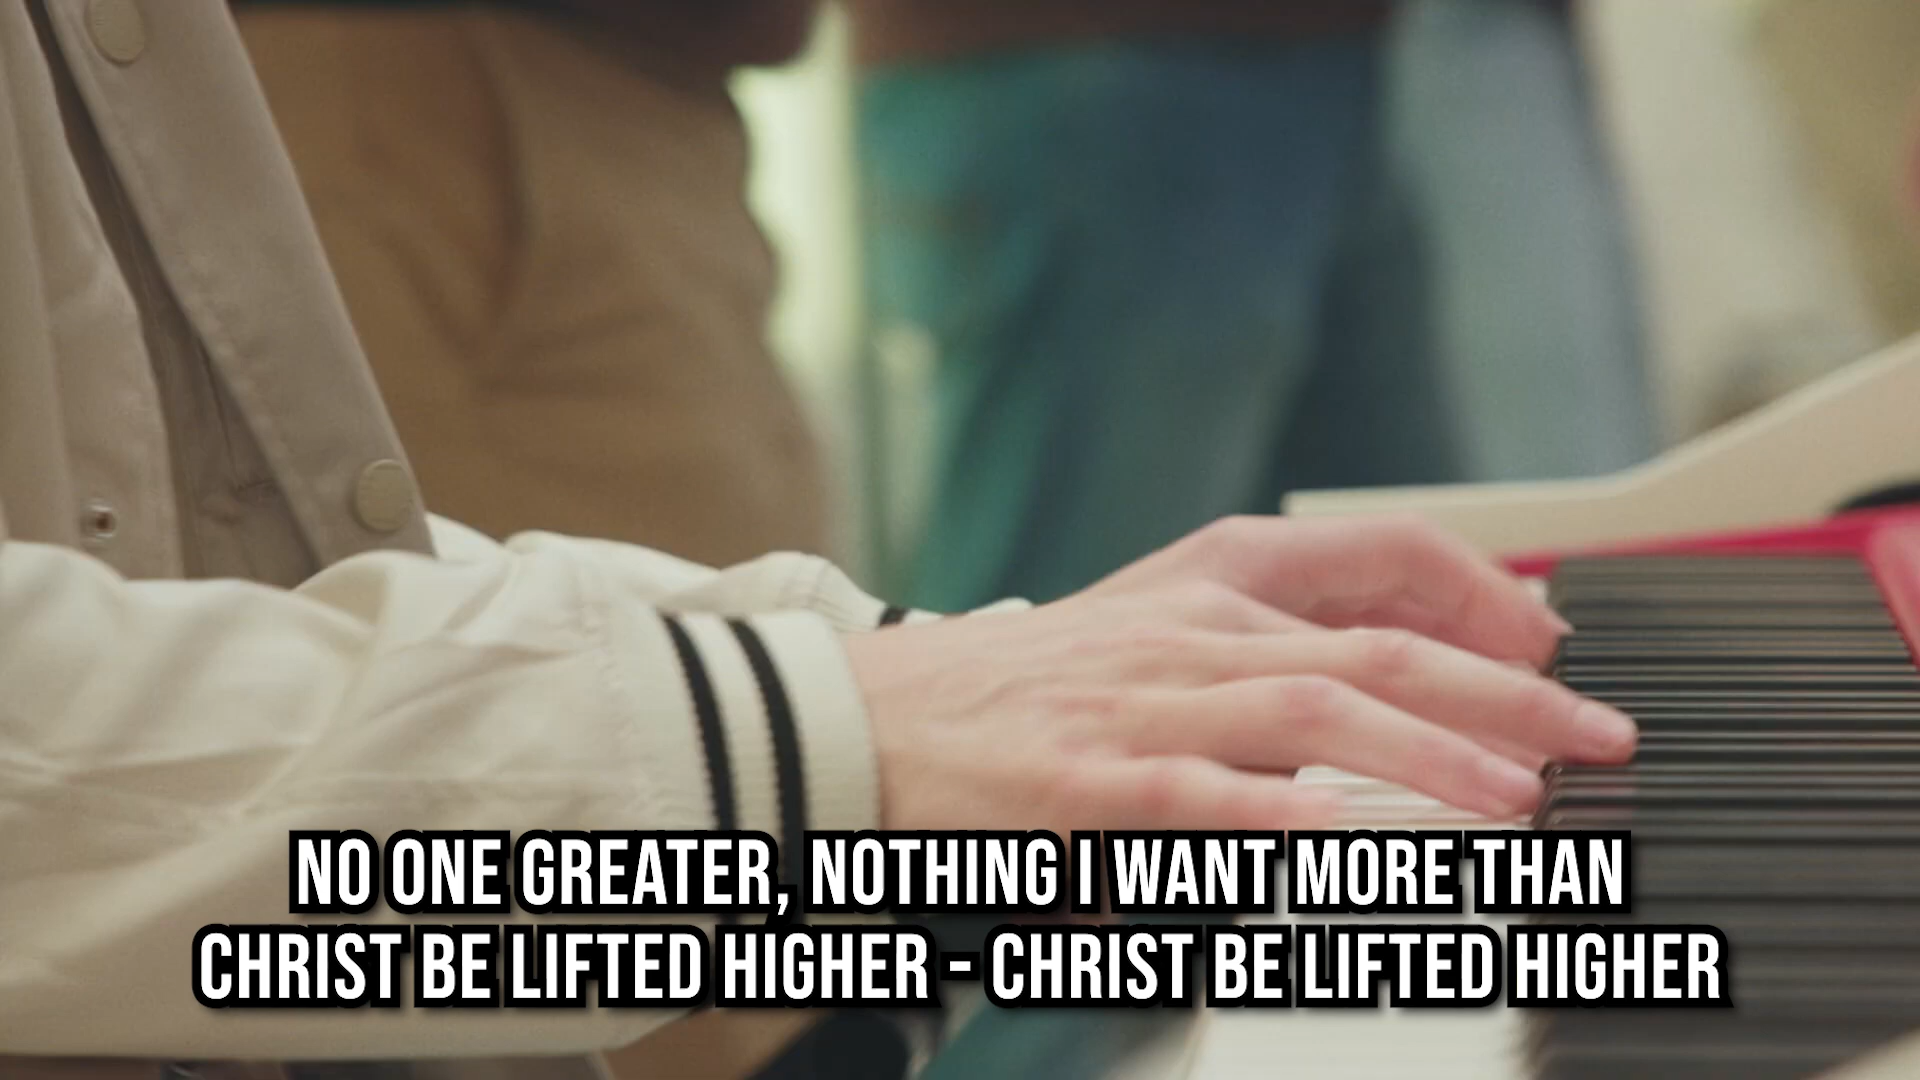 NO ONE GREATER, NOTHING I WANT MORE THAN
CHRIST BE LIFTED HIGHER - CHRIST BE LIFTED HIGHER